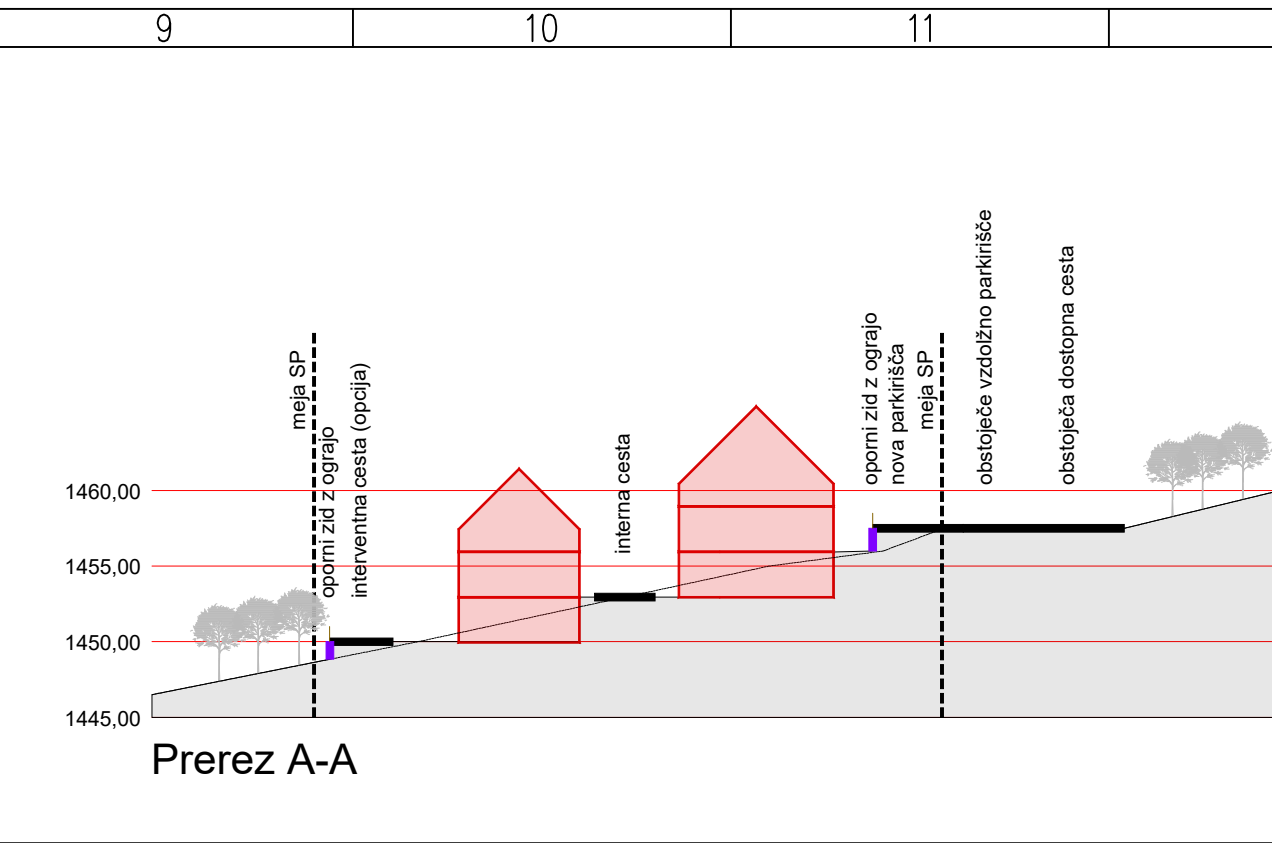 9
10
11
meja SP
oporni zid z ograjo
interventna cesta (opcija)
interna cesta
oporni zid z ograjo
nova parkirišča
meja SP
obstoječe vzdolžno parkirišče
obstoječa dostopna cesta
1460,00
1455,00
1450,00
1445,00
Prerez A-A